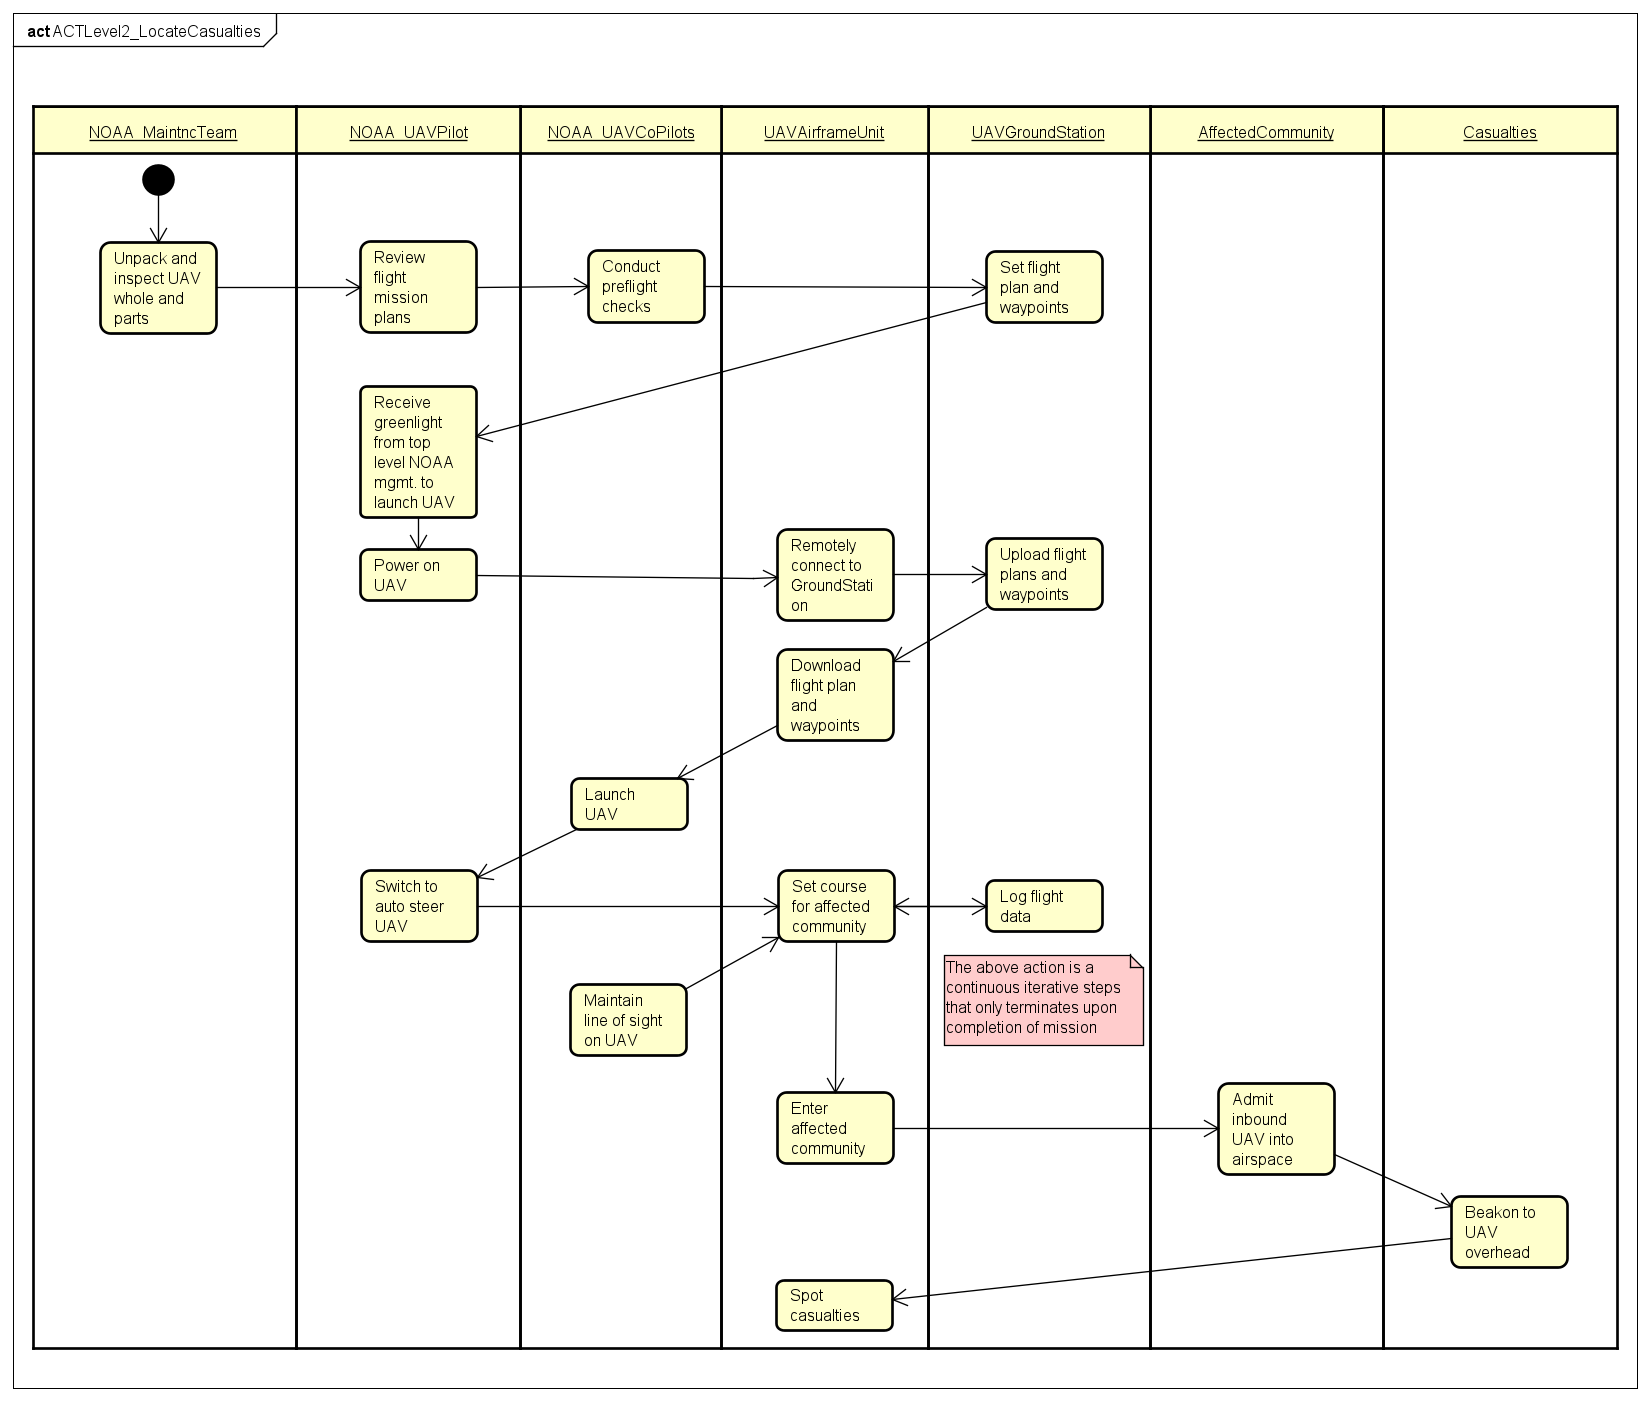 act ACTLevel2_LocateCasualties
NOAA_MaintncTeam
NOAA_UAVPilot
NOAA_UAVCoPilots
UAVAirframeUnit
UAVGroundStation
AffectedCommunity
Casualties
Unpack and
inspect UAV
whole and
parts
Review
flight
mission
plans
Conduct
preflight
checks
Set flight
plan and
waypoints
Receive
greenlight
from top
level NOAA
mgmt. to
launch UAV
Power on
UAV
Remotely
connect to
GroundStati
on
Upload flight
plans and
waypoints
Download
flight plan
and
waypoints
Launch
UAV
Switch to
auto steer
UAV
Set course
for affected
community
Log flight
data
The above action is a
continuous iterative steps
that only terminates upon
completion of mission
Maintain
line of sight
on UAV
Enter
affected
community
Admit
inbound
UAV into
airspace
Beakon to
UAV
overhead
Spot
casualties